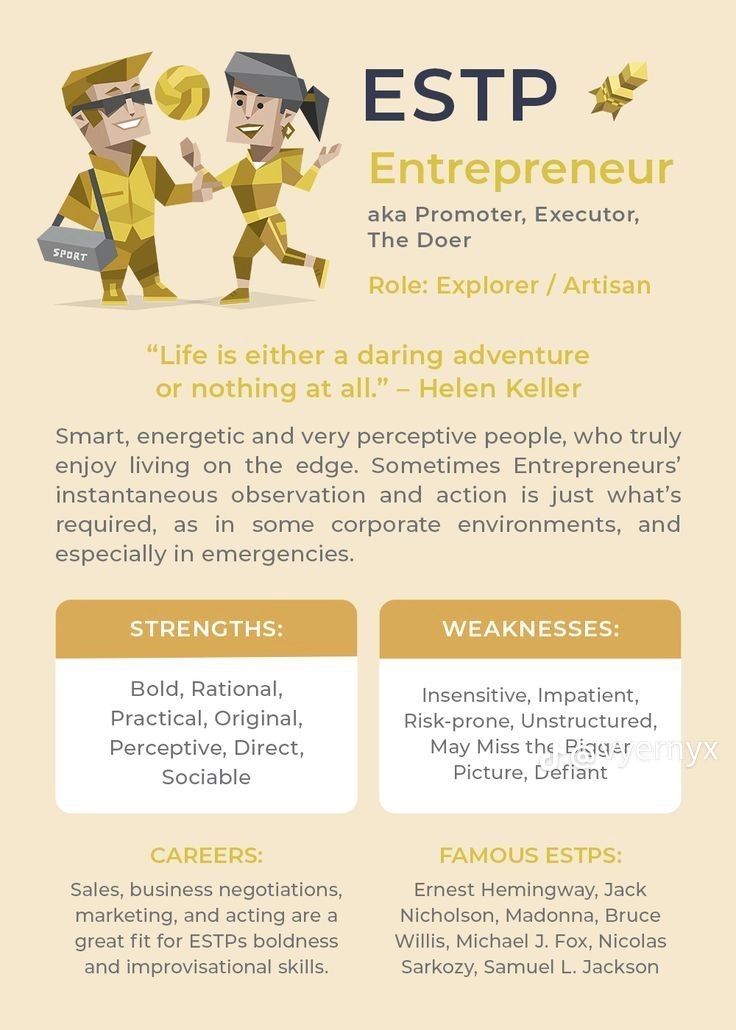 ESTP
Entrepreneur
aka Promoter, Executor,
The Doer
Role: Explorer / Artisan
SPORT
“Life is either a daring adventure
or nothing at all.” – Helen Keller
Smart, energetic and very perceptive people, who truly
enjoy living on the edge. Sometimes Entrepreneurs’
instantaneous observation and action is just what’s
required, as in some corporate environments, and
especially in emergencies.
STRENGTHS:
Bold, Rational,
Practical, Original,
Perceptive, Direct,
Sociable
WEAKNESSES:
Insensitive, Impatient,
Risk-prone, Unstructured,
May Miss the Bigger
Picture, Defiant
@vyernyx
CAREERS:
Sales, business negotiations,
marketing, and acting are a
great fit for ESTPs boldness
and improvisational skills.
FAMOUS ESTPS:
Ernest Hemingway, Jack
Nicholson, Madonna, Bruce
Willis, Michael J. Fox, Nicolas
Sarkozy, Samuel L. Jackson